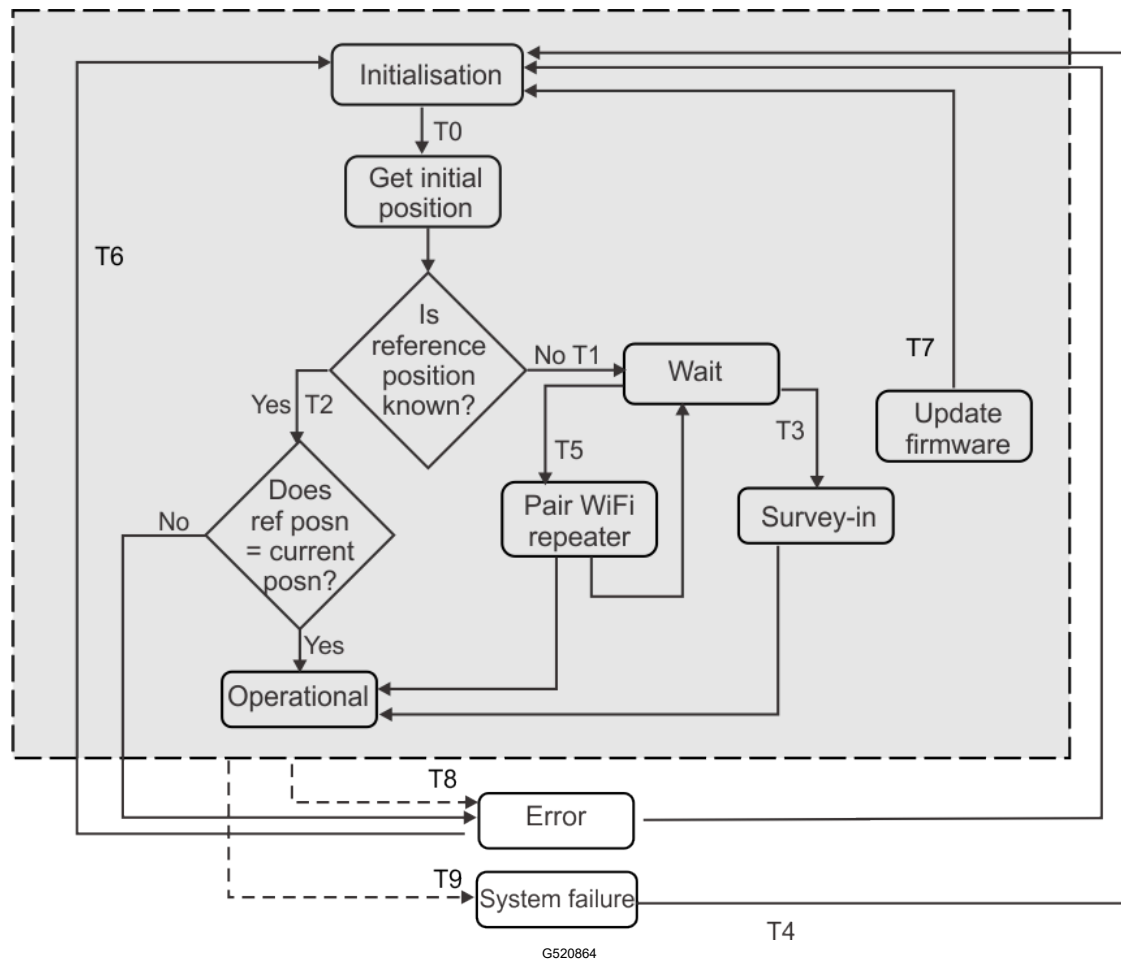 Initialisation
T0
Get initial
position
T6
Is
reference
position
known?
No T1
Wait
T7
Yes T2
T3
Update
firmware
T5
Does
ref posn
= current
posn?
No
Pair WiFi
repeater
Survey-in
Yes
Operational
T8
Error
T9
System failure
T4
G520864